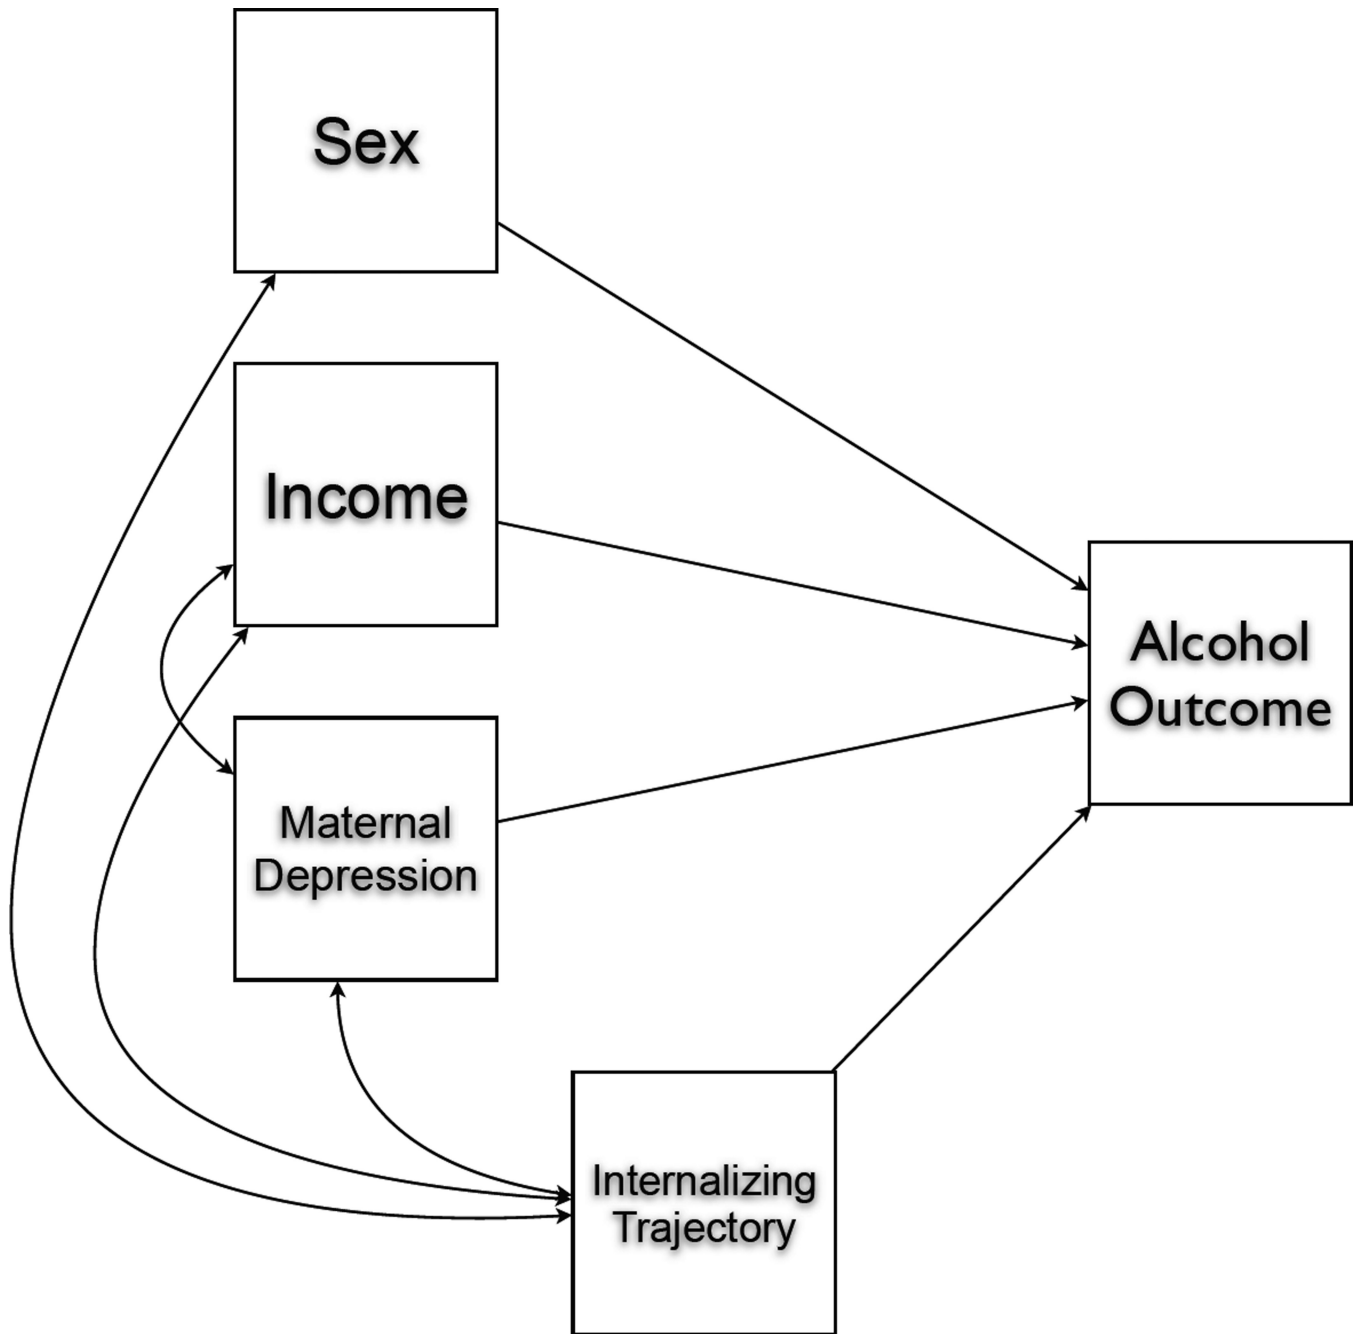 Sex
Income
Alcohol
Outcome
Maternal
Depression
Internalizing
Trajectory